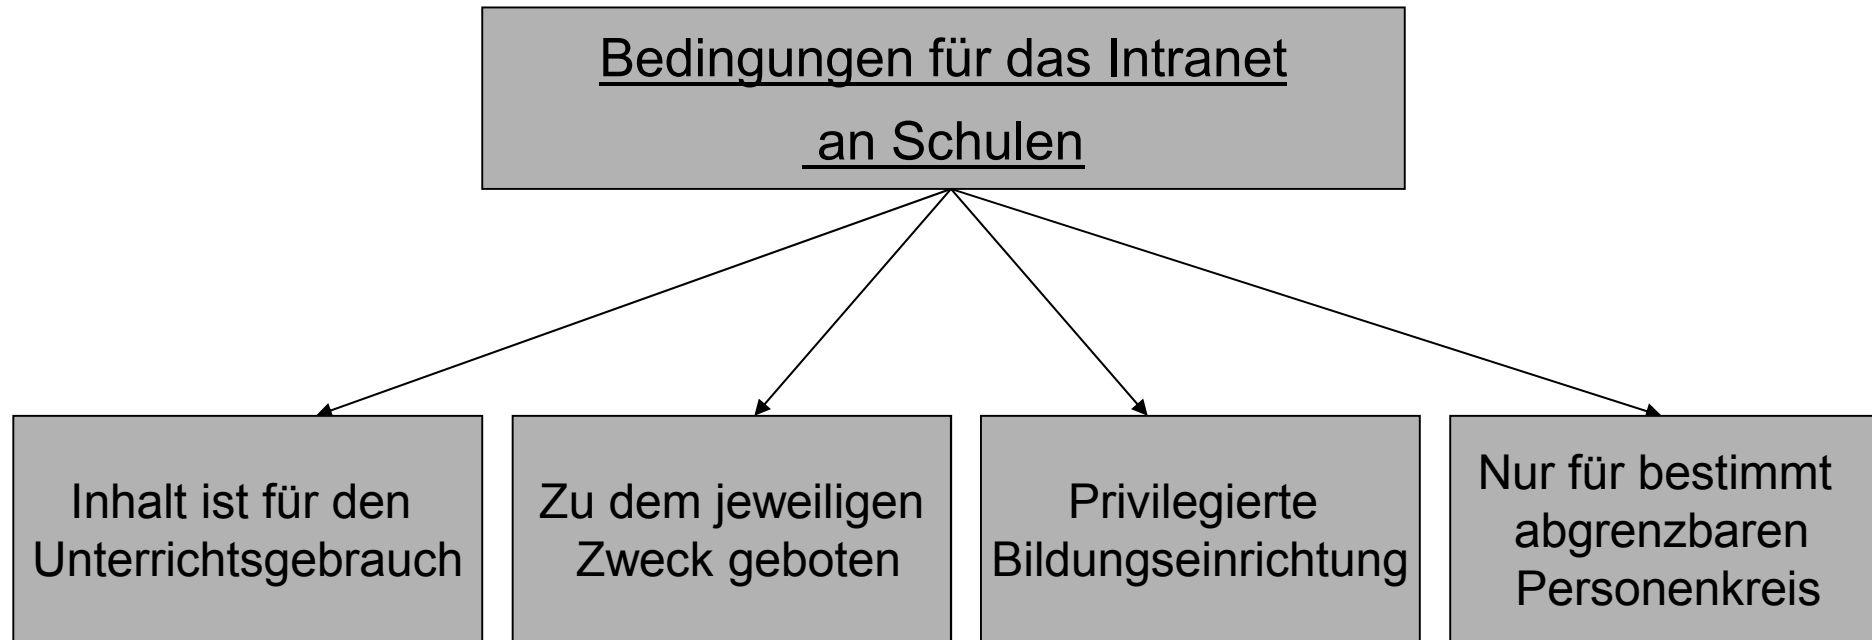 Bedingungen für das Intranet
an Schulen
Inhalt ist für den
Unterrichtsgebrauch
Zu dem jeweiligen
Zweck geboten
Privilegierte
Bildungseinrichtung
Nur für bestimmt
abgrenzbaren
Personenkreis